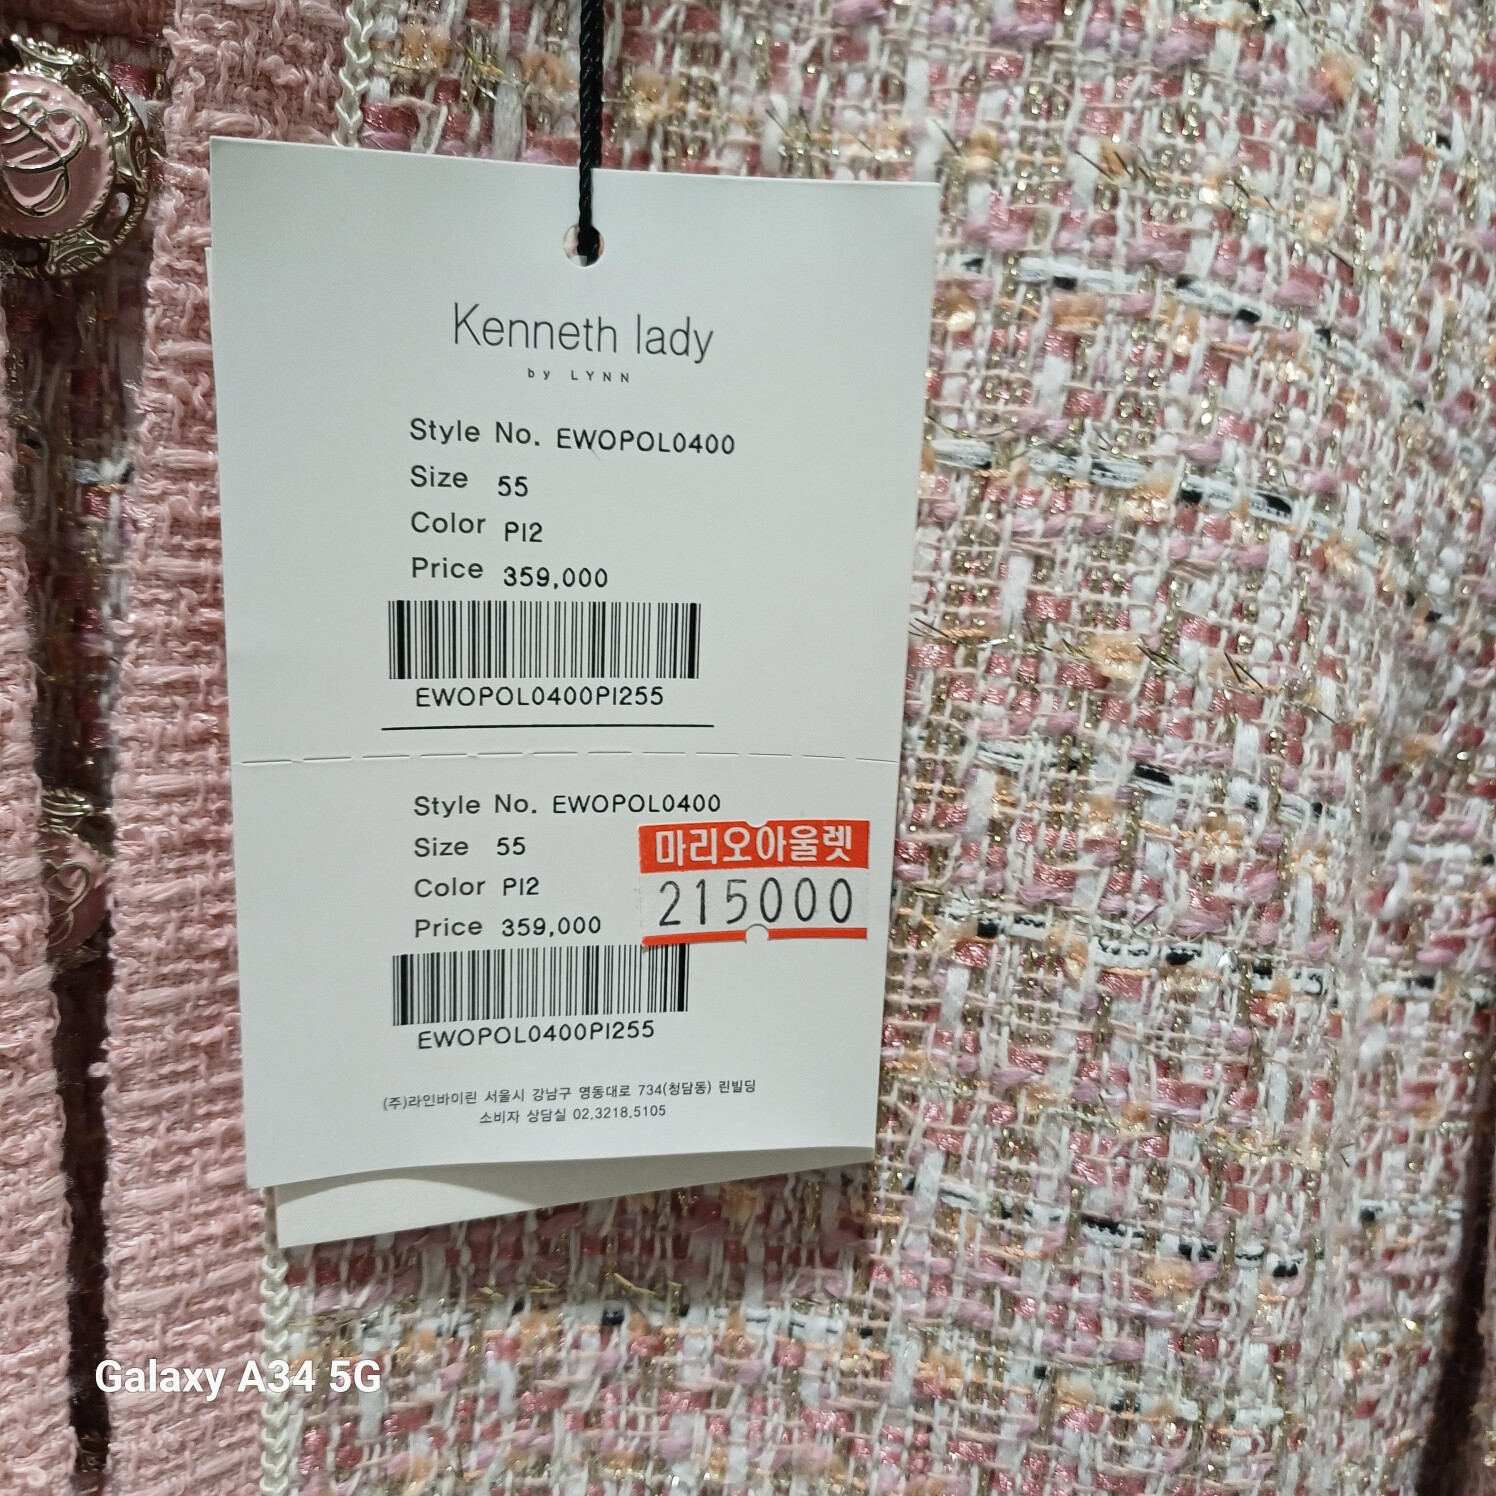 Kenneth lady
by LYNN
Style No. EWOPOL0400
Size 55
Color PI2
Price 359,000
EWOPOL0400PI255
Style No. EWOPOL0400
Size 55
Color PI2
Price 359,000
마리오아울렛
215000
EWOPOL0400PI255
(주)라인바이린 서울시 강남구 영동대로 734(청담동) 린빌딩
소비자 상담실 02.3218.5105
Galaxy A34 5G